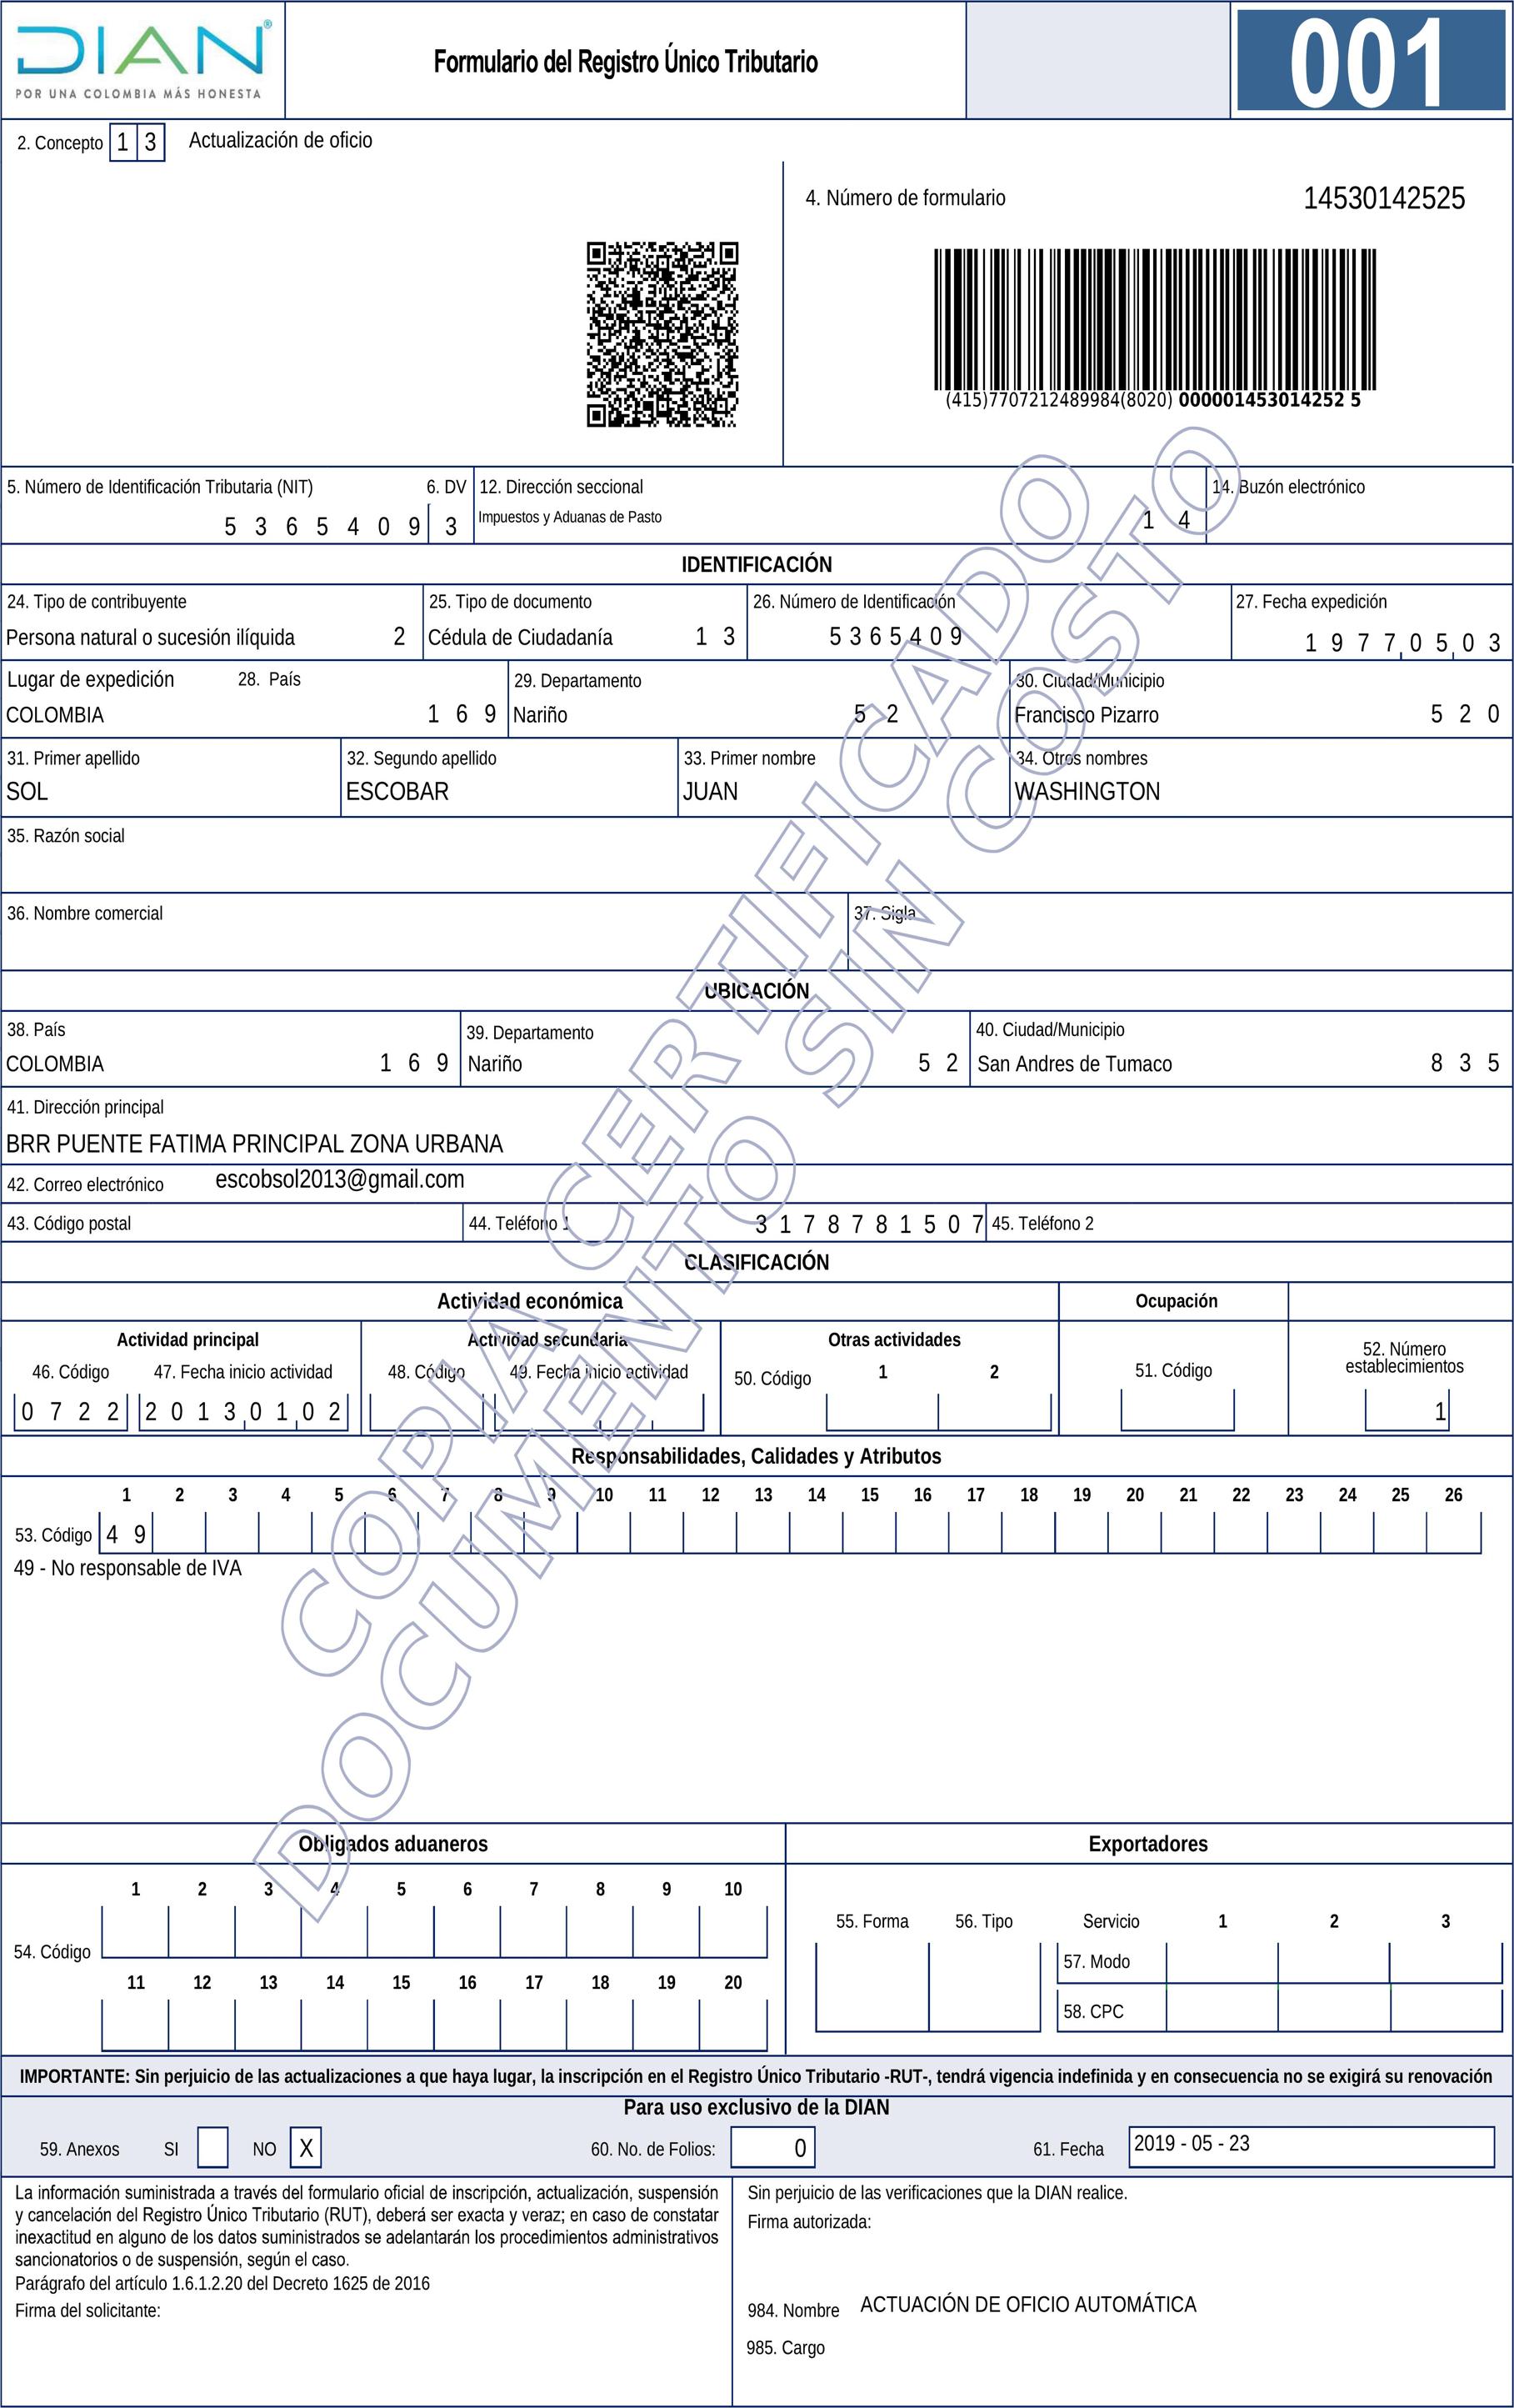 DIAN®
POR UNA COLOMBIA MÁS HONESTA
Formulario del Registro Único Tributario
001
2. Concepto 1 3 Actualización de oficio
4. Número de formulario 14530142525
(415)7707212489984(8020) 000001453014252 5
5. Número de Identificación Tributaria (NIT) 6. DV 12. Dirección seccional 14. Buzón electrónico
5 3 6 5 4 0 9 3 Impuestos y Aduanas de Pasto 1 4
IDENTIFICACIÓN
24. Tipo de contribuyente 25. Tipo de documento 26. Número de Identificación 27. Fecha expedición
Persona natural o sucesión ilíquida 2 Cédula de Ciudadanía 1 3 5 3 6 5 4 0 9 1 9 7 7 0 5 0 3
Lugar de expedición 28. País 29. Departamento 30. Ciudad/Municipio
COLOMBIA 1 6 9 Nariño 5 2 Francisco Pizarro 5 2 0
31. Primer apellido 32. Segundo apellido 33. Primer nombre 34. Otros nombres
SOL ESCOBAR JUAN WASHINGTON
35. Razón social
36. Nombre comercial 37. Sigla
UBICACIÓN
38. País 39. Departamento 40. Ciudad/Municipio
COLOMBIA 1 6 9 Nariño 5 2 San Andres de Tumaco 8 3 5
41. Dirección principal
BRR PUENTE FATIMA PRINCIPAL ZONA URBANA
42. Correo electrónico escobsol2013@gmail.com
43. Código postal 44. Teléfono 1 3 1 7 8 7 8 1 5 0 7 45. Teléfono 2
CLASIFICACIÓN
Actividad económica Ocupación
Actividad principal Actividad secundaria Otras actividades 52. Número establecimientos
46. Código 47. Fecha inicio actividad 48. Código 49. Fecha inicio actividad 50. Código 1 2 51. Código
0 7 2 2 2 0 1 3 0 1 0 2 1
Responsabilidades, Calidades y Atributos
1 2 3 4 5 6 7 8 9 10 11 12 13 14 15 16 17 18 19 20 21 22 23 24 25 26
53. Código 4 9
49 - No responsable de IVA
COPIA CERTIFICADO
DOCUMENTO SIN COSTO
Obligados aduaneros Exportadores
1 2 3 4 5 6 7 8 9 10
55. Forma 56. Tipo Servicio 1 2 3
54. Código
57. Modo
11 12 13 14 15 16 17 18 19 20
58. CPC
IMPORTANTE: Sin perjuicio de las actualizaciones a que haya lugar, la inscripción en el Registro Único Tributario -RUT-, tendrá vigencia indefinida y en consecuencia no se exigirá su renovación
Para uso exclusivo de la DIAN
59. Anexos SI NO X 60. No. de Folios: 0 61. Fecha 2019 - 05 - 23
La información suministrada a través del formulario oficial de inscripción, actualización, suspensión
y cancelación del Registro Único Tributario (RUT), deberá ser exacta y veraz; en caso de constatar
inexactitud en alguno de los datos suministrados se adelantarán los procedimientos administrativos
sancionatorios o de suspensión, según el caso.
Parágrafo del artículo 1.6.1.2.20 del Decreto 1625 de 2016
Firma del solicitante:
Sin perjuicio de las verificaciones que la DIAN realice.
Firma autorizada:
984. Nombre ACTUACIÓN DE OFICIO AUTOMÁTICA
985. Cargo